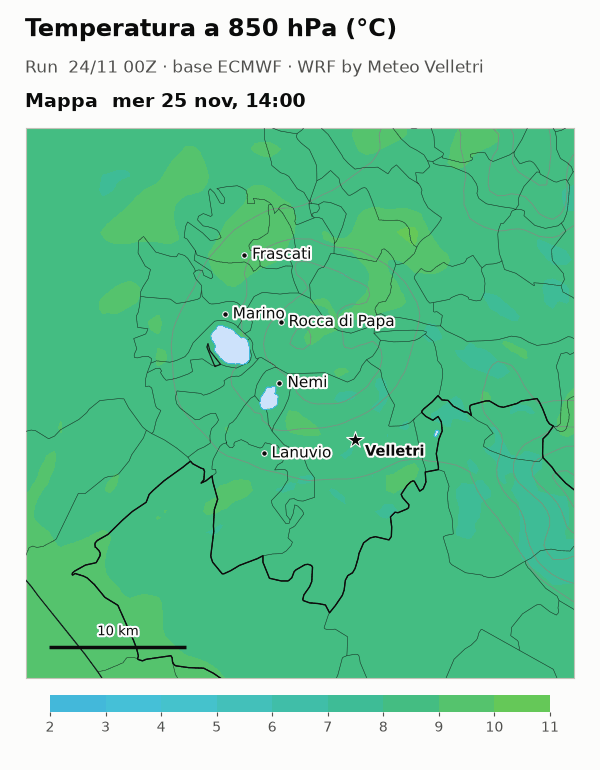 Temperatura a 850 hPa (°C)
Run  24/11 00Z · base ECMWF · WRF by Meteo Velletri
Mappa  mer 25 nov, 14:00
Frascati
Marino
Rocca di Papa
Nemi
Velletri
Lanuvio
10 km
2 3 4 5 6 7 8 9 10 11